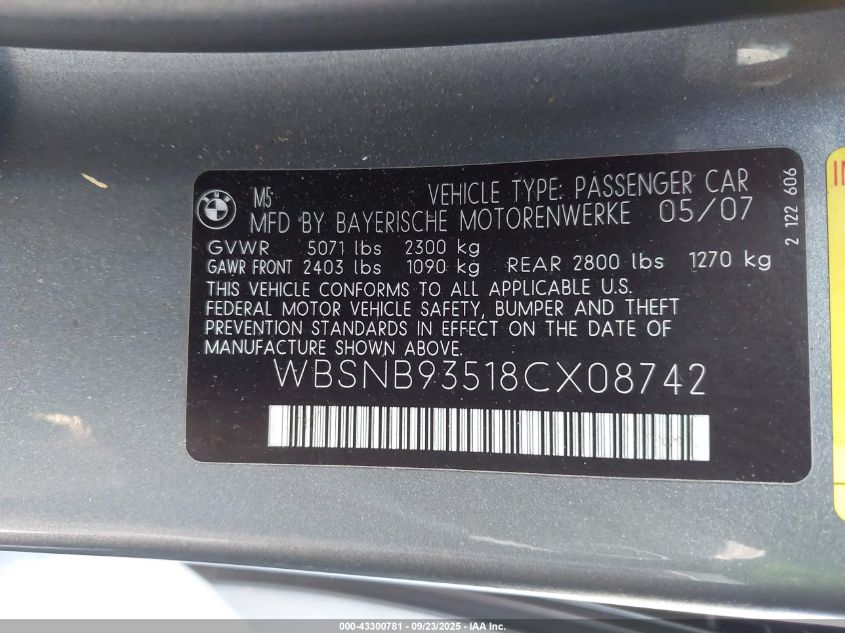 M5 VEHICLE TYPE: PASSENGER CAR
MFD BY BAYERISCHE MOTORENWERKE 05/07
GVWR 5071 lbs 2300 kg
GAWR FRONT 2403 lbs 1090 kg REAR 2800 lbs 1270 kg
THIS VEHICLE CONFORMS TO ALL APPLICABLE U.S.
FEDERAL MOTOR VEHICLE SAFETY, BUMPER AND THEFT
PREVENTION STANDARDS IN EFFECT ON THE DATE OF
MANUFACTURE SHOWN ABOVE.
WBSNB93518CX08742
2 122 606
BMW
000-43300781 - 09/23/2025 - IAA Inc.